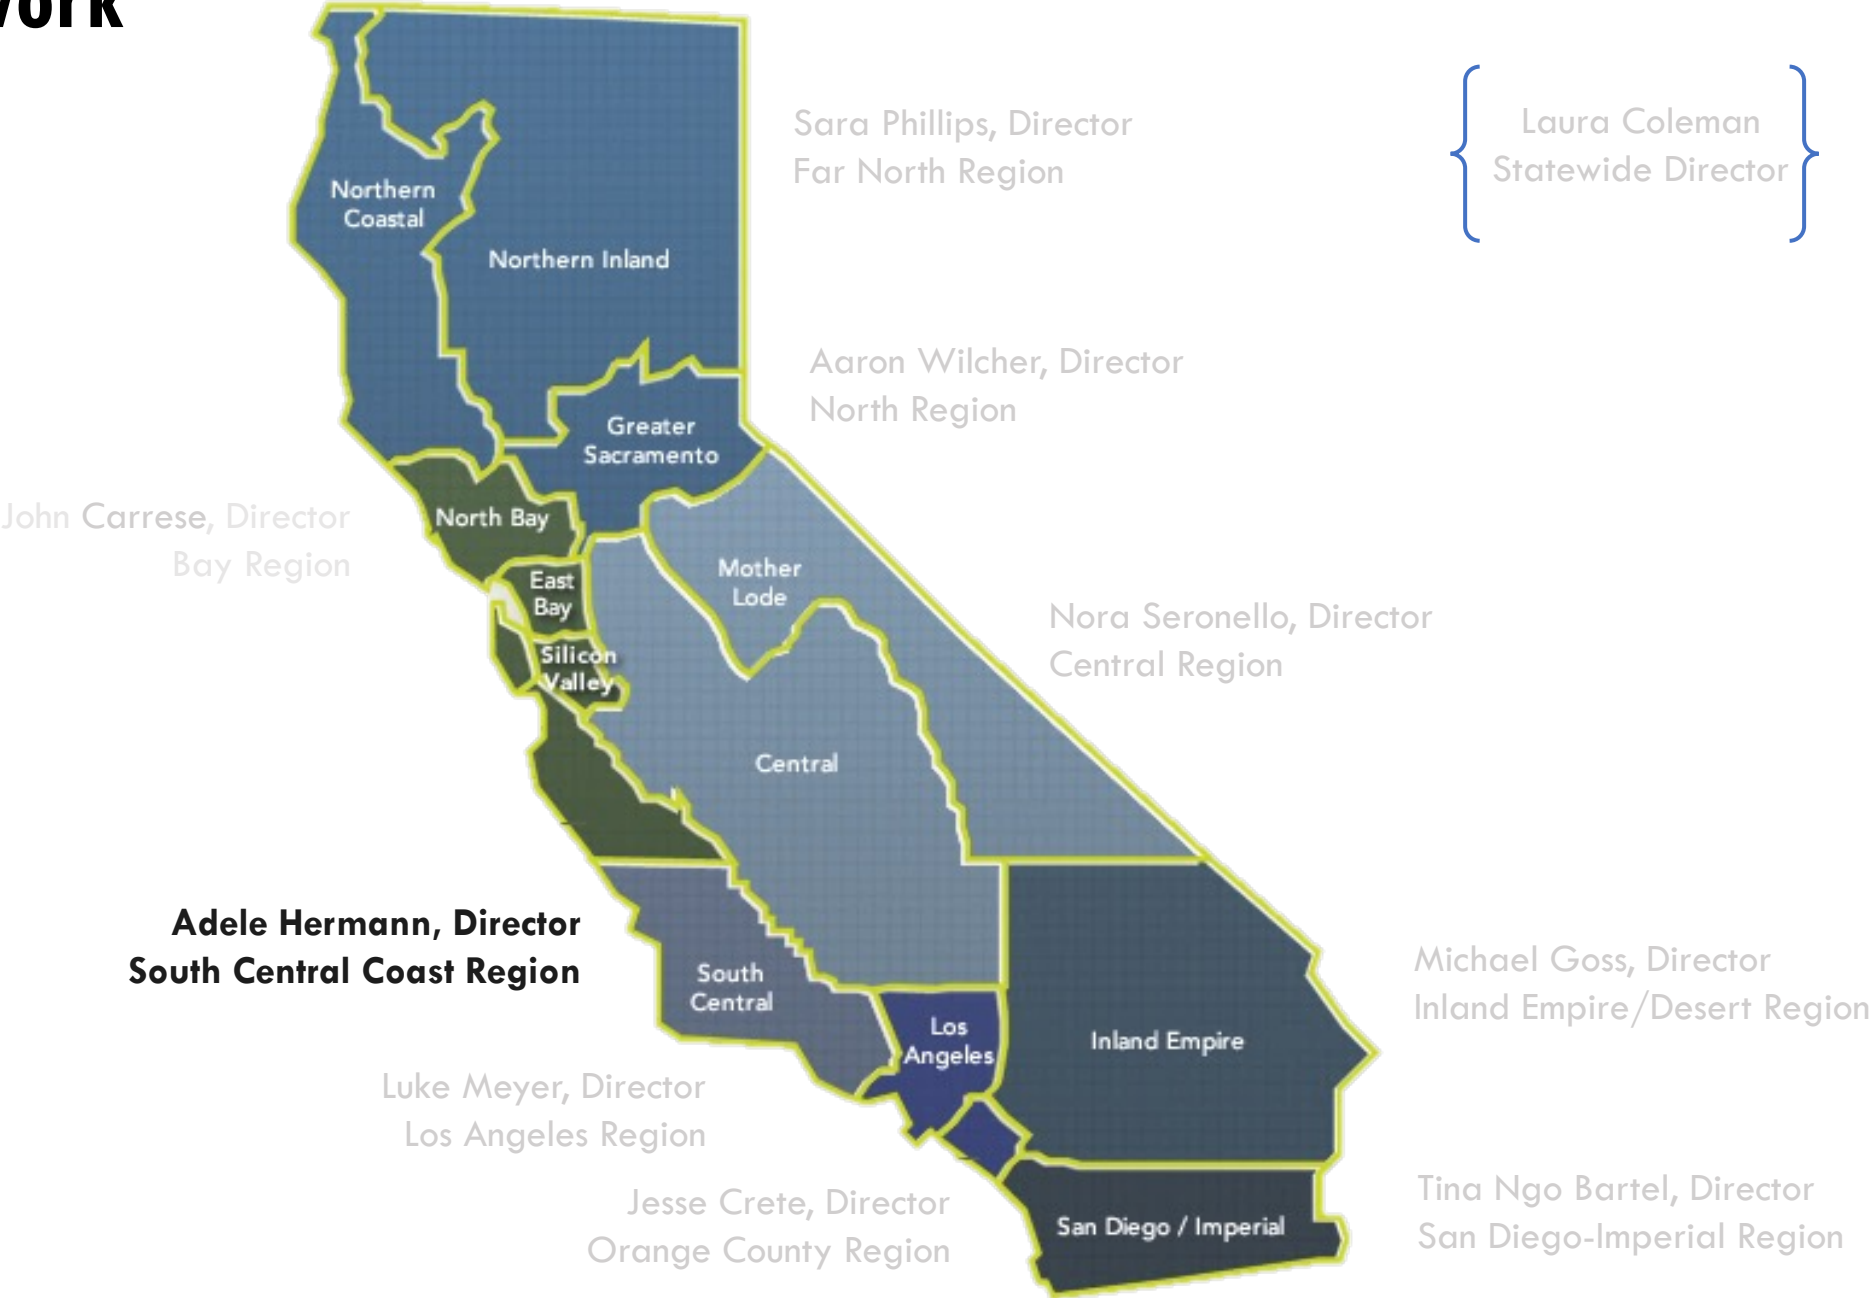 Sara Phillips, Director
Far North Region
Laura Coleman
Statewide Director
Northern
Coastal
Northern Inland
Aaron Wilcher, Director
North Region
Greater
Sacramento
John Carrese, Director
Bay Region
North Bay
East
Bay
Mother
Lode
Nora Seronello, Director
Central Region
Silicon
Valley
Central
Adele Hermann, Director
South Central Coast Region
South
Central
Los
Angeles
Inland Empire
Michael Goss, Director
Inland Empire/Desert Region
Luke Meyer, Director
Los Angeles Region
Jesse Crete, Director
Orange County Region
San Diego / Imperial
Tina Ngo Bartel, Director
San Diego-Imperial Region